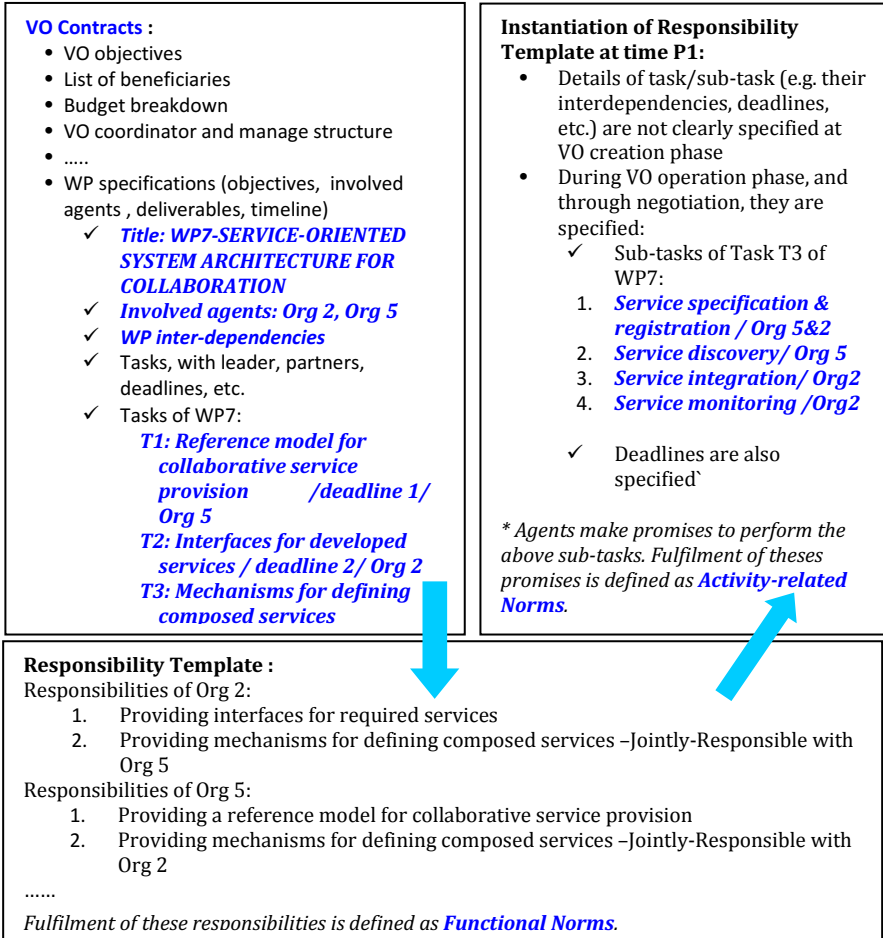 VO Contracts :
• VO objectives
• List of beneficiaries
• Budget breakdown
• VO coordinator and manage structure
• …..
• WP specifications (objectives, involved
agents , deliverables, timeline)
✓ Title: WP7-SERVICE-ORIENTED
SYSTEM ARCHITECTURE FOR
COLLABORATION
✓ Involved agents: Org 2, Org 5
✓ WP inter-dependencies
✓ Tasks, with leader, partners,
deadlines, etc.
✓ Tasks of WP7:
T1: Reference model for
collaborative service
provision /deadline 1/
Org 5
T2: Interfaces for developed
services / deadline 2/ Org 2
T3: Mechanisms for defining
composed services
Instantiation of Responsibility
Template at time P1:
• Details of task/sub-task (e.g. their
interdependencies, deadlines,
etc.) are not clearly specified at
VO creation phase
• During VO operation phase, and
through negotiation, they are
specified:
✓ Sub-tasks of Task T3 of
WP7:
1. Service specification &
registration / Org 5&2
2. Service discovery/ Org 5
3. Service integration/ Org2
4. Service monitoring /Org2
✓ Deadlines are also
specified`
* Agents make promises to perform the
above sub-tasks. Fulfilment of theses
promises is defined as Activity-related
Norms.
Responsibility Template :
Responsibilities of Org 2:
1. Providing interfaces for required services
2. Providing mechanisms for defining composed services –Jointly-Responsible with
Org 5
Responsibilities of Org 5:
1. Providing a reference model for collaborative service provision
2. Providing mechanisms for defining composed services –Jointly-Responsible with
Org 2
……
Fulfilment of these responsibilities is defined as Functional Norms.